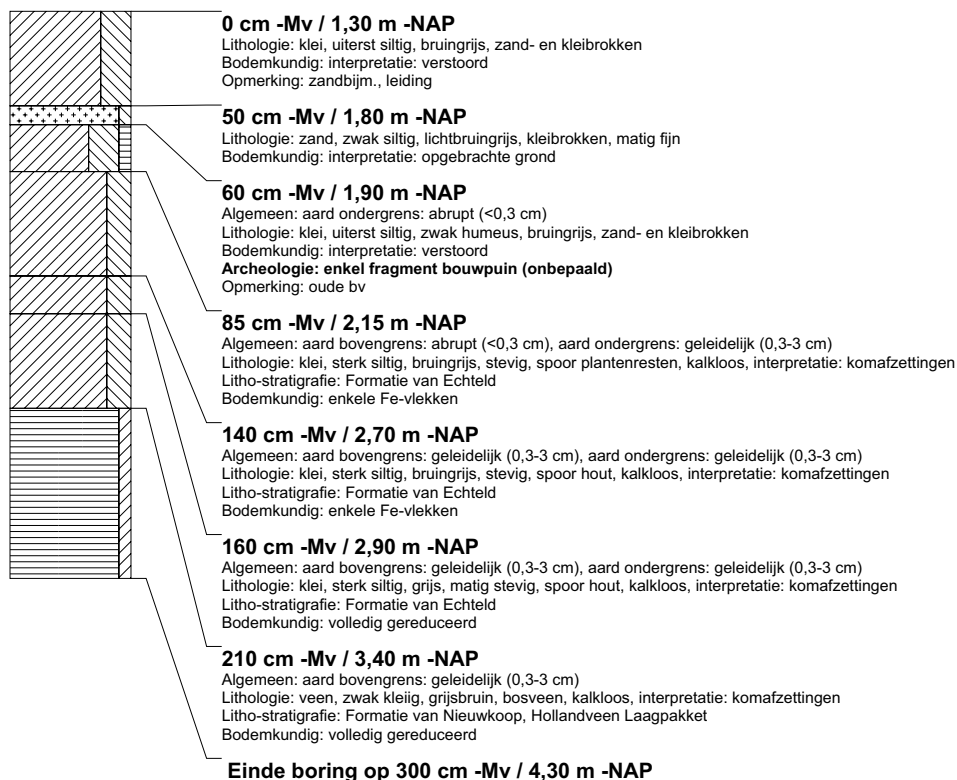 0 cm -Mv / 1,30 m -NAP
Lithologie: klei, uiterst siltig, bruingrijs, zand- en kleibrokken
Bodemkundig: interpretatie: verstoord
Opmerking: zandbijm., leiding
50 cm -Mv / 1,80 m -NAP
Lithologie: zand, zwak siltig, lichtbruingrijs, kleibrokken, matig fijn
Bodemkundig: interpretatie: opgebrachte grond
60 cm -Mv / 1,90 m -NAP
Algemeen: aard ondergrens: abrupt (<0,3 cm)
Lithologie: klei, uiterst siltig, zwak humeus, bruingrijs, zand- en kleibrokken
Bodemkundig: interpretatie: verstoord
Archeologie: enkel fragment bouwpuin (onbepaald)
Opmerking: oude bv
85 cm -Mv / 2,15 m -NAP
Algemeen: aard bovengrens: abrupt (<0,3 cm), aard ondergrens: geleidelijk (0,3-3 cm)
Lithologie: klei, sterk siltig, bruingrijs, stevig, spoor plantenresten, kalkloos, interpretatie: komafzettingen
Litho-stratigrafie: Formatie van Echteld
Bodemkundig: enkele Fe-vlekken
140 cm -Mv / 2,70 m -NAP
Algemeen: aard bovengrens: geleidelijk (0,3-3 cm), aard ondergrens: geleidelijk (0,3-3 cm)
Lithologie: klei, sterk siltig, bruingrijs, stevig, spoor hout, kalkloos, interpretatie: komafzettingen
Litho-stratigrafie: Formatie van Echteld
Bodemkundig: enkele Fe-vlekken
160 cm -Mv / 2,90 m -NAP
Algemeen: aard bovengrens: geleidelijk (0,3-3 cm), aard ondergrens: geleidelijk (0,3-3 cm)
Lithologie: klei, sterk siltig, grijs, matig stevig, spoor hout, kalkloos, interpretatie: komafzettingen
Litho-stratigrafie: Formatie van Echteld
Bodemkundig: volledig gereduceerd
210 cm -Mv / 3,40 m -NAP
Algemeen: aard bovengrens: geleidelijk (0,3-3 cm)
Lithologie: veen, zwak kleiig, grijsbruin, bosveen, kalkloos, interpretatie: komafzettingen
Litho-stratigrafie: Formatie van Nieuwkoop, Hollandveen Laagpakket
Bodemkundig: volledig gereduceerd
Einde boring op 300 cm -Mv / 4,30 m -NAP